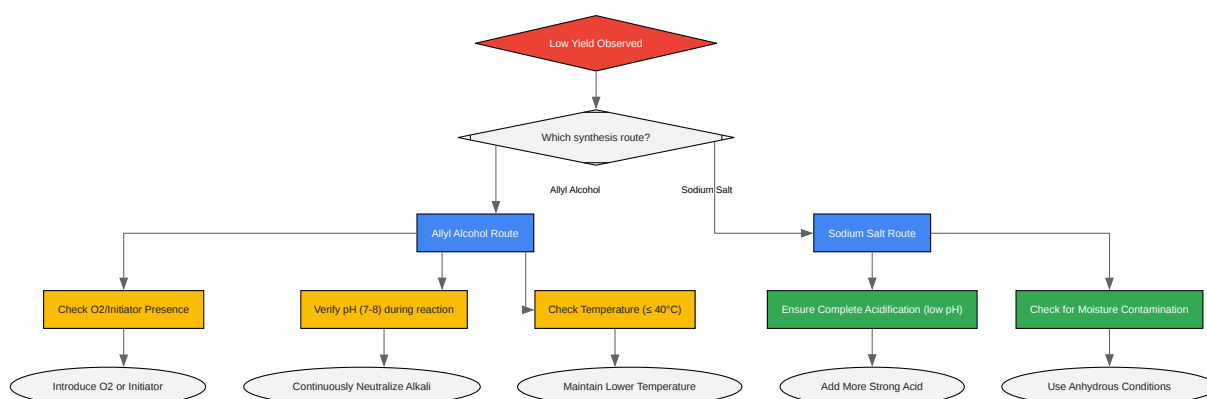 Low Yield Observed
Which synthesis route?
Allyl Alcohol
Sodium Salt
Allyl Alcohol Route
Sodium Salt Route
Check O2/Initiator Presence
Verify pH (7-8) during reaction
Check Temperature (≤ 40°C)
Ensure Complete Acidification (low pH)
Check for Moisture Contamination
Introduce O2 or Initiator
Continuously Neutralize Alkali
Maintain Lower Temperature
Add More Strong Acid
Use Anhydrous Conditions